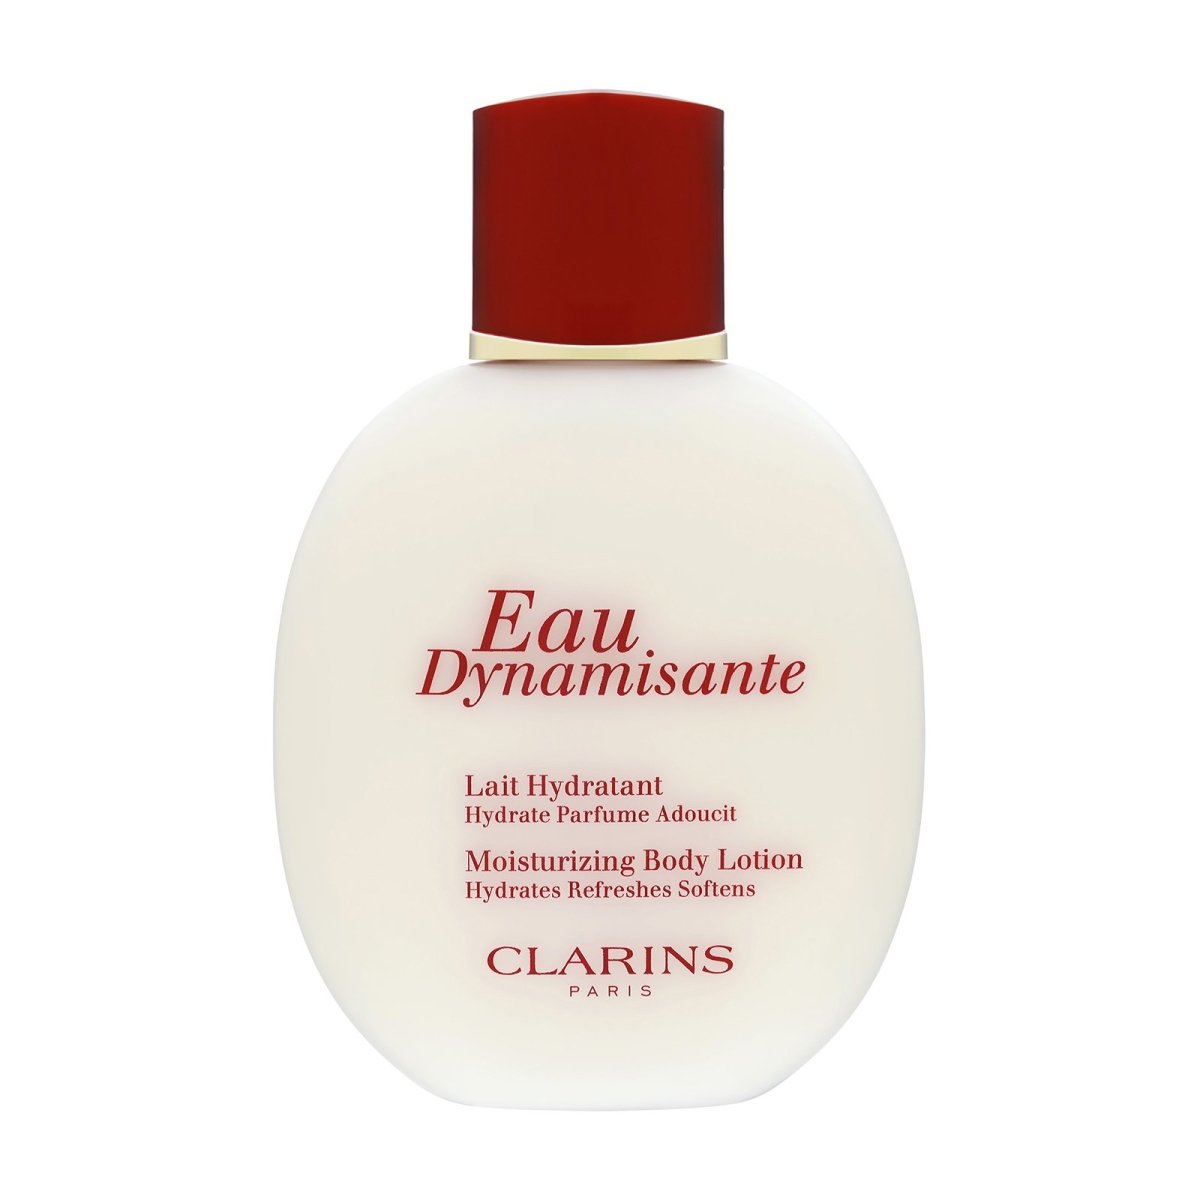 Eau
Dynamisante
Lait Hydratant
Hydrate Parfume Adoucit
Moisturizing Body Lotion
Hydrates Refreshes Softens
CLARINS
PARIS